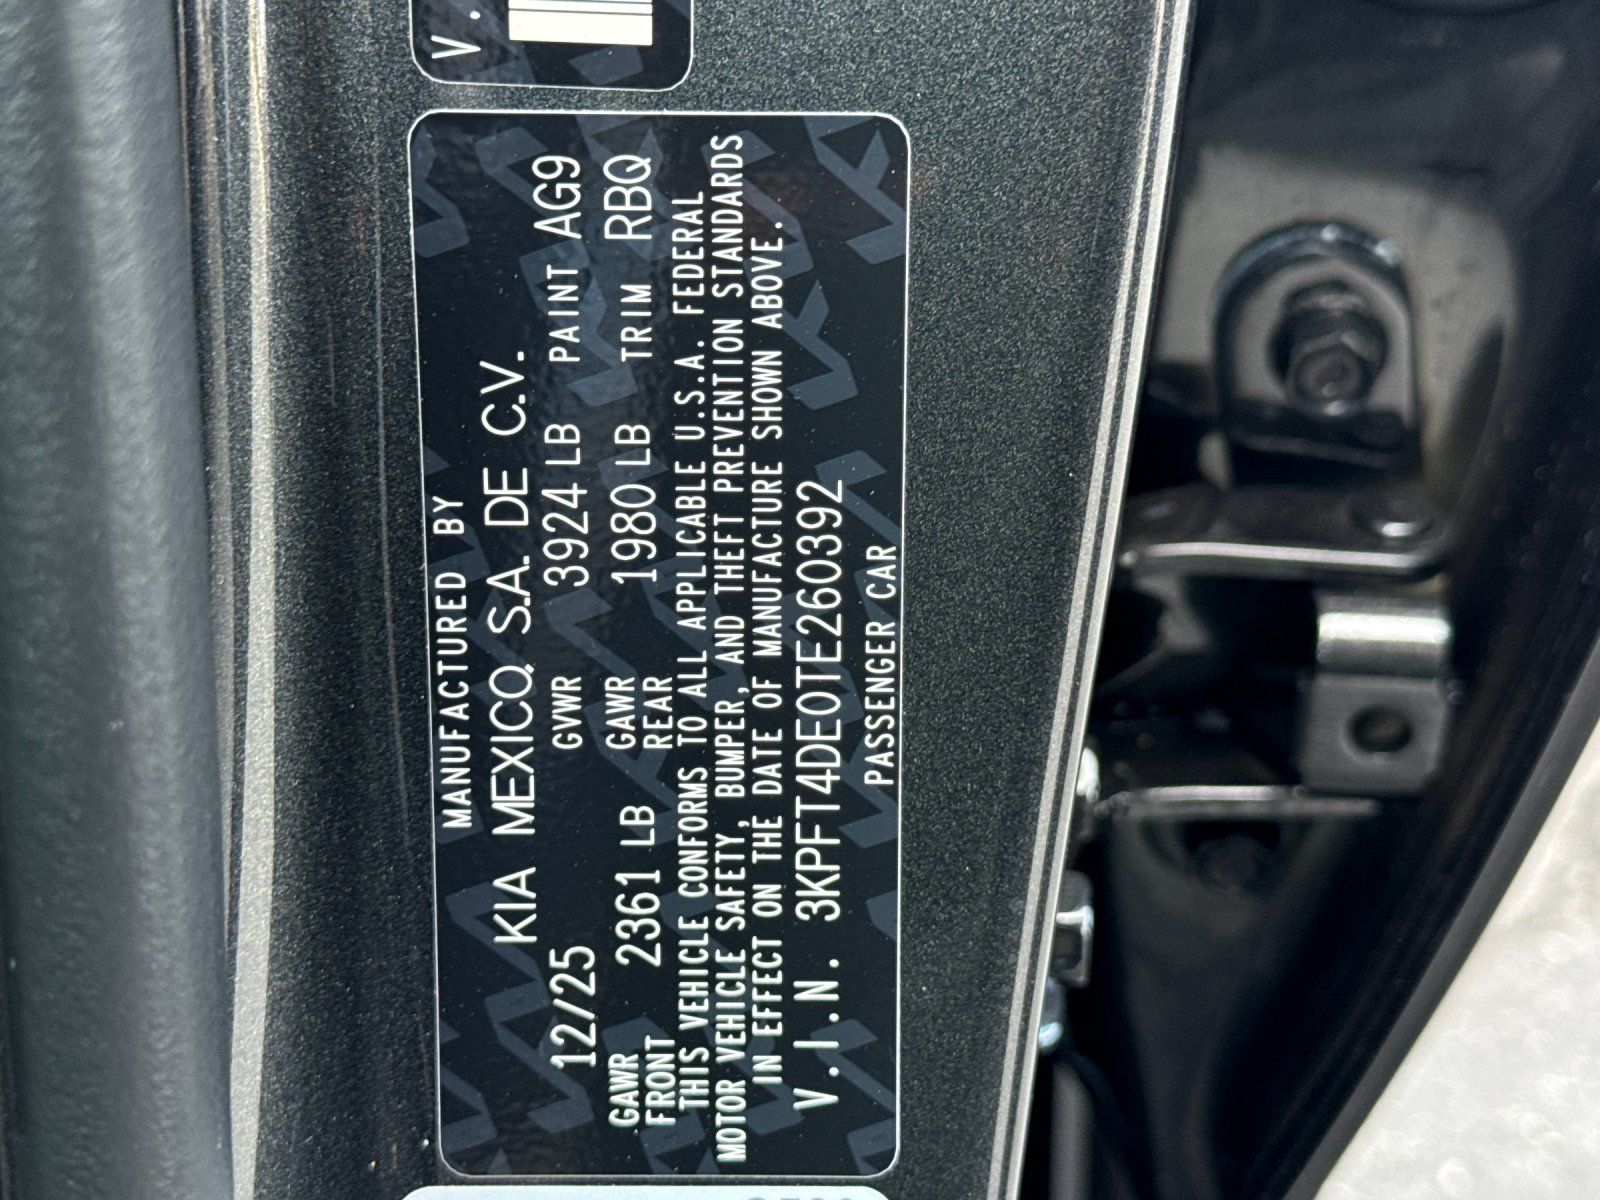 V.
MANUFACTURED BY
KIA MEXICO, S.A. DE C.V.
12/25 GVWR 3924 LB PAINT AG9
GAWR FRONT 2361 LB GAWR REAR 1980 LB TRIM RBQ
THIS VEHICLE CONFORMS TO ALL APPLICABLE U.S.A. FEDERAL
MOTOR VEHICLE SAFETY, BUMPER, AND THEFT PREVENTION STANDARDS
IN EFFECT ON THE DATE OF MANUFACTURE SHOWN ABOVE.
V.I.N. 3KPFT4DE0TE260392
PASSENGER CAR